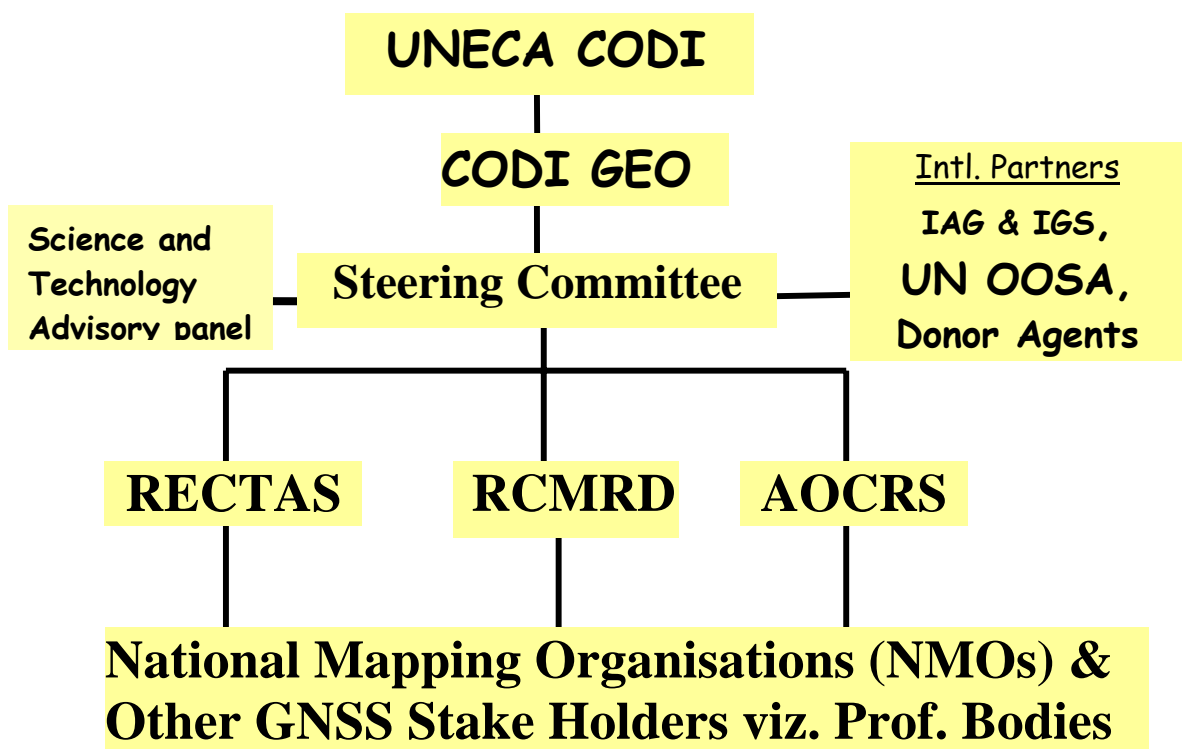 UNECA CODI
CODI GEO
Intl. Partners
IAG & IGS,
UN OOSA,
Donor Agents
Science and
Technology
Advisory panel
Steering Committee
RECTAS
RCMRD
AOCRS
National Mapping Organisations (NMOs) &
Other GNSS Stake Holders viz. Prof. Bodies